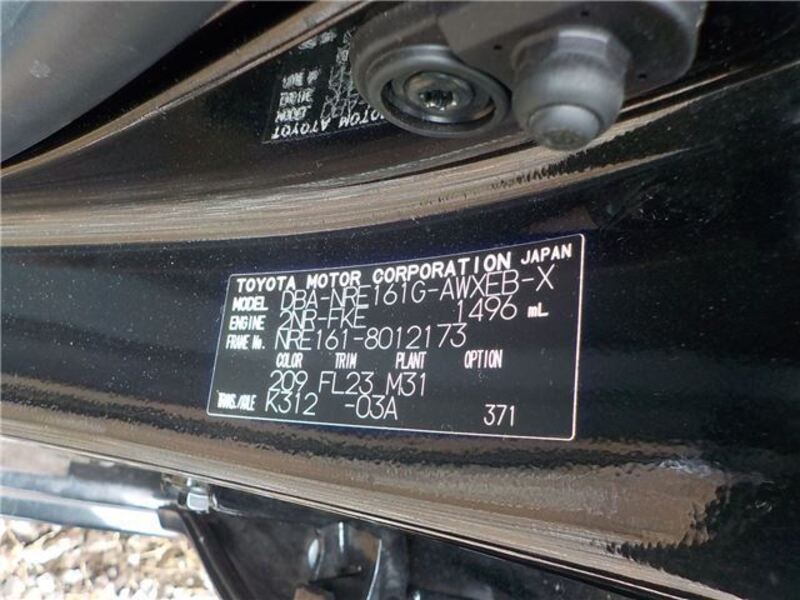 TOYOTA MOTOR CORPORATION JAPAN
MODEL DBA-NRE161G-AWXEB-X
ENGINE 2NR-FKE 1496 mL
FRAME No. NRE161-8012173
COLOR TRIM PLANT OPTION
209 FL23 M31
TRANS./AXLE K312 -03A 371